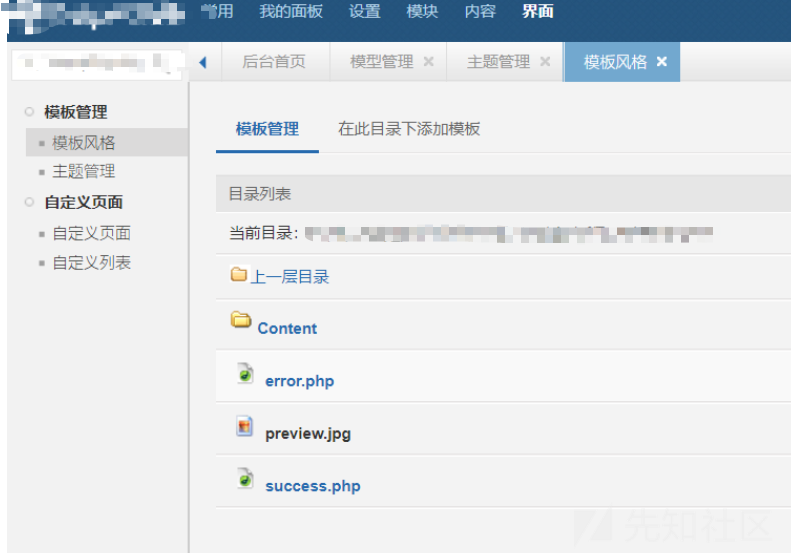 常用 我的面板 设置 模块 内容 界面
后台首页 模型管理 × 主题管理 × 模板风格 ×
模板管理
模板风格
主题管理
自定义页面
自定义页面
自定义列表
模板管理 在此目录下添加模板
目录列表
当前目录：
上一层目录
Content
error.php
preview.jpg
success.php
先知社区